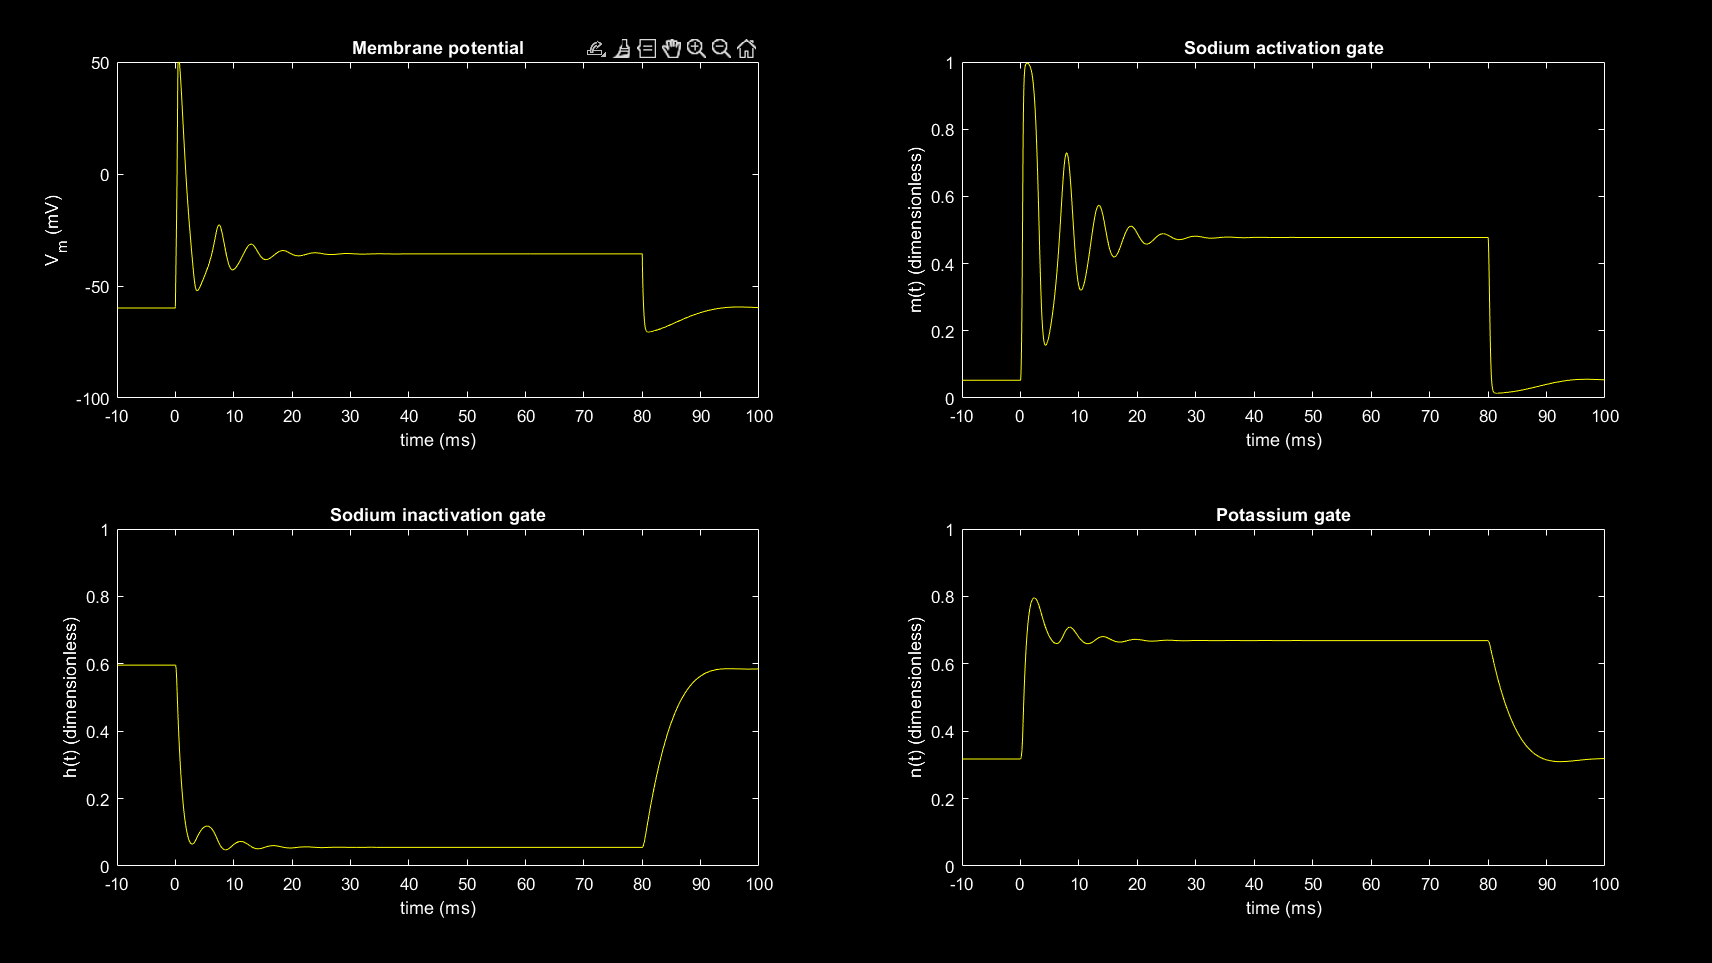 Membrane potential
50
0
-50
-100
V_m (mV)
-10 0 10 20 30 40 50 60 70 80 90 100
time (ms)
Sodium activation gate
1
0.8
0.6
0.4
0.2
0
m(t) (dimensionless)
-10 0 10 20 30 40 50 60 70 80 90 100
time (ms)
Sodium inactivation gate
1
0.8
0.6
0.4
0.2
0
h(t) (dimensionless)
-10 0 10 20 30 40 50 60 70 80 90 100
time (ms)
Potassium gate
1
0.8
0.6
0.4
0.2
0
n(t) (dimensionless)
-10 0 10 20 30 40 50 60 70 80 90 100
time (ms)